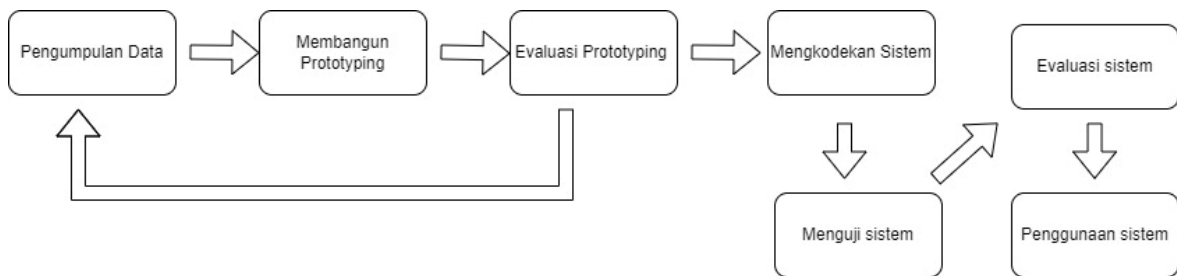 Pengumpulan Data
Membangun
Prototyping
Evaluasi Prototyping
Mengkodekan Sistem
Evaluasi sistem
Menguji sistem
Penggunaan sistem